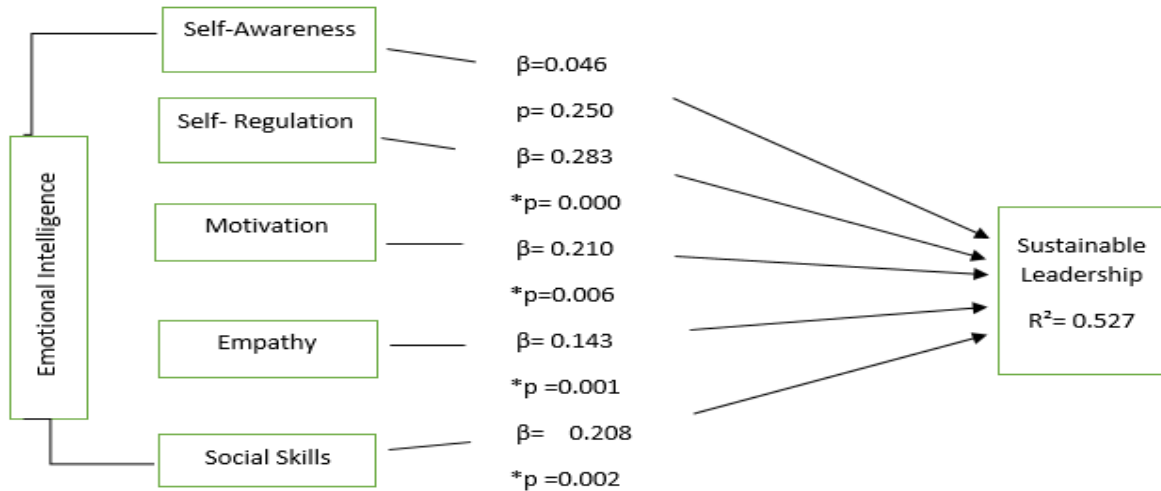 Emotional Intelligence
Self-Awareness
Self- Regulation
Motivation
Empathy
Social Skills
β=0.046
p= 0.250
β= 0.283
*p= 0.000
β= 0.210
*p=0.006
β= 0.143
*p =0.001
β= 0.208
*p =0.002
Sustainable
Leadership
R²= 0.527